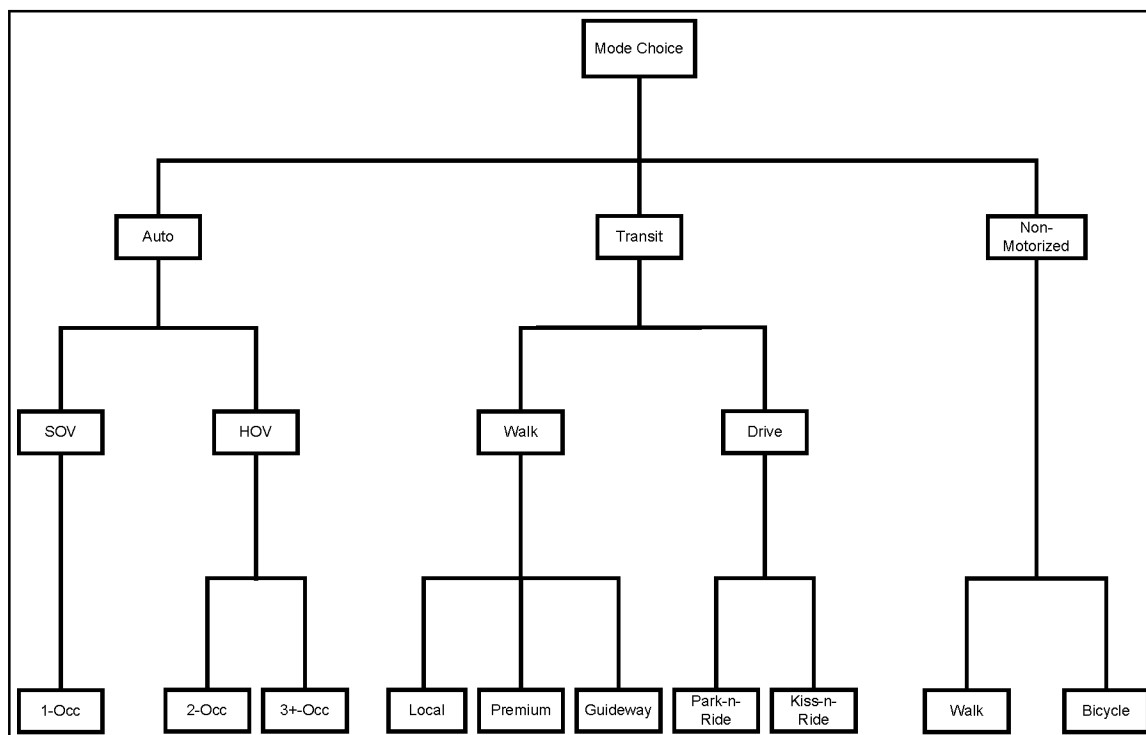 Mode Choice
Auto
Transit
Non-
Motorized
SOV
HOV
Walk
Drive
1-Occ
2-Occ
3+-Occ
Local
Premium
Guideway
Park-n-
Ride
Kiss-n-
Ride
Walk
Bicycle